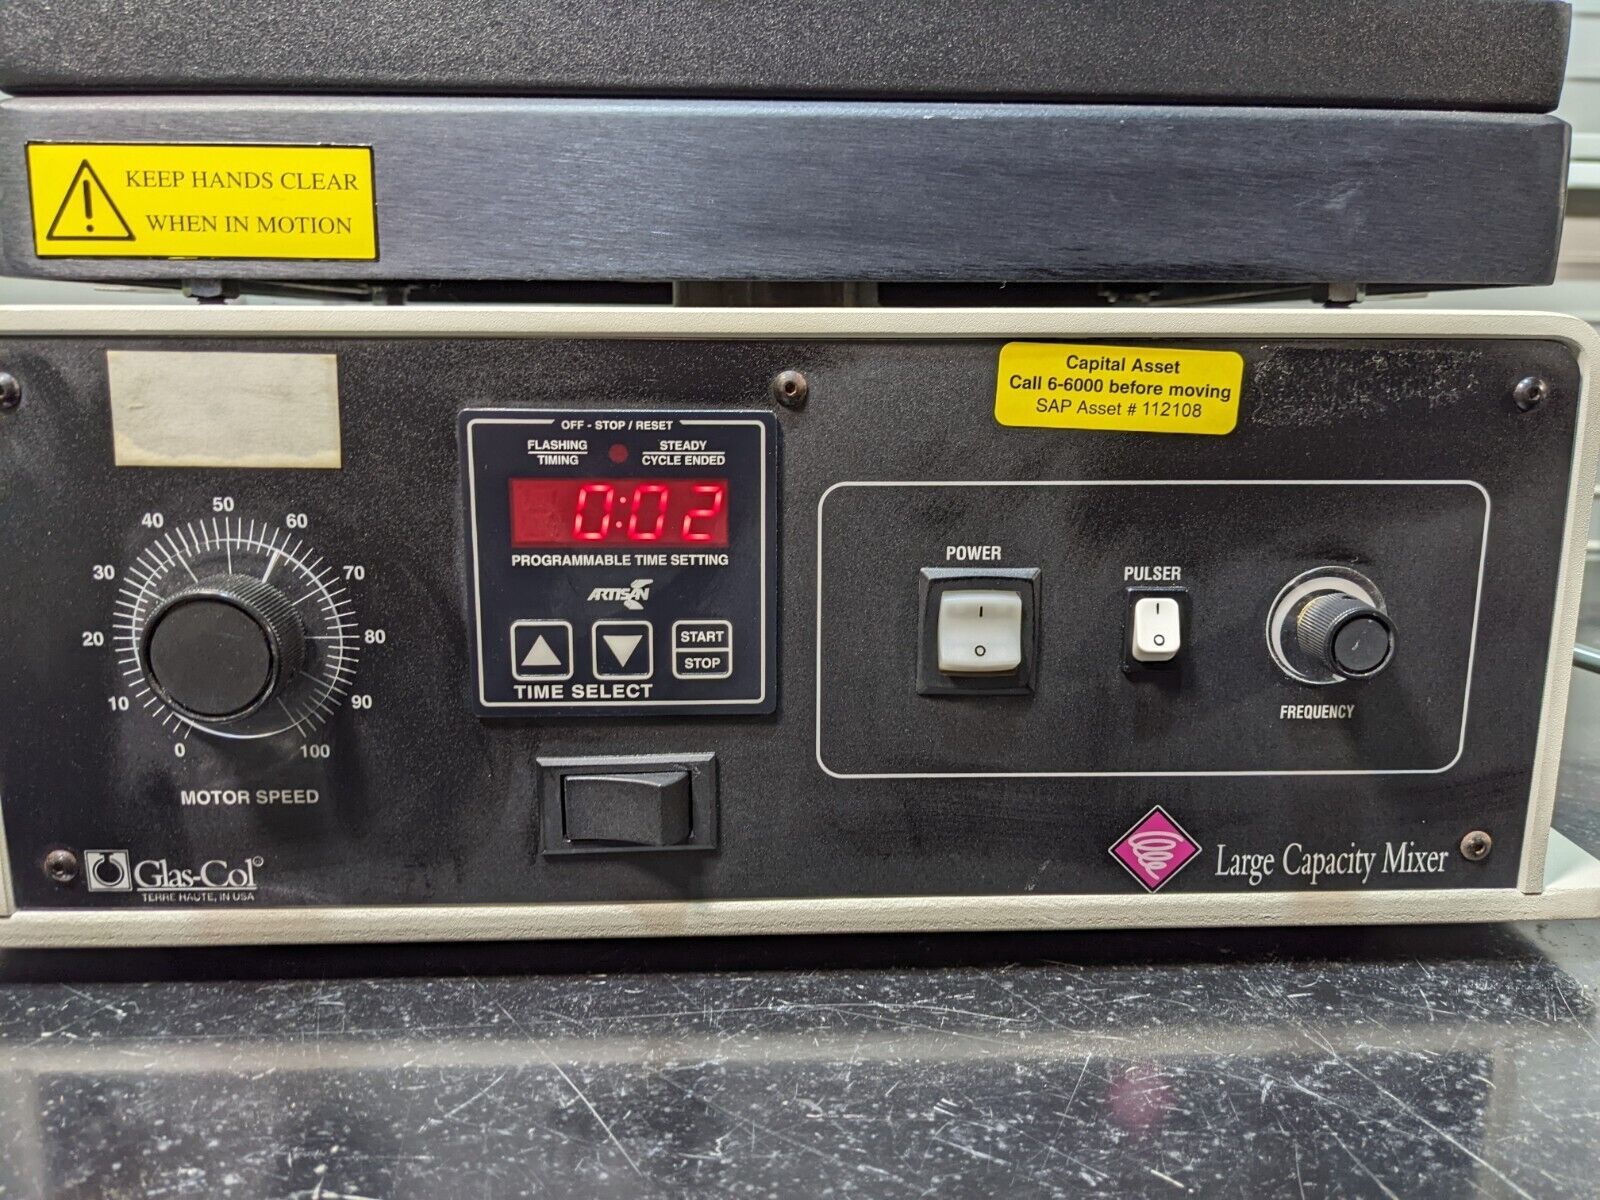 KEEP HANDS CLEAR
WHEN IN MOTION
Capital Asset
Call 6-6000 before moving
SAP Asset # 112108
OFF - STOP / RESET
FLASHING
TIMING
STEADY
CYCLE ENDED
0:02
PROGRAMMABLE TIME SETTING
ARTISAN
START
STOP
TIME SELECT
0
10
20
30
40
50
60
70
80
90
100
MOTOR SPEED
POWER
I
O
PULSER
I
O
FREQUENCY
Glas-Col®
TERRE HAUTE, IN USA
Large Capacity Mixer